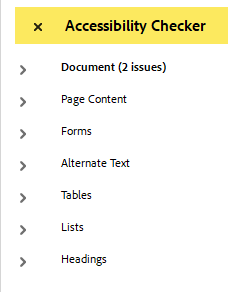 Accessibility Checker
Document (2 issues)
Page Content
Forms
Alternate Text
Tables
Lists
Headings